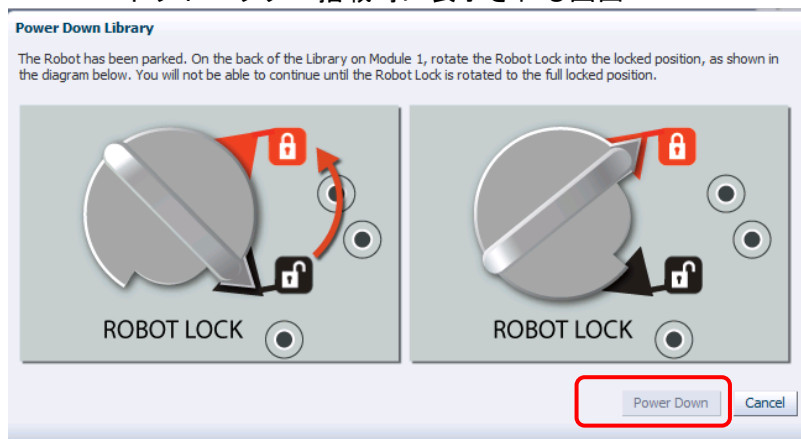 Power Down Library
The Robot has been parked. On the back of the Library on Module 1, rotate the Robot Lock into the locked position, as shown in
the diagram below. You will not be able to continue until the Robot Lock is rotated to the full locked position.
ROBOT LOCK
ROBOT LOCK
Power Down
Cancel